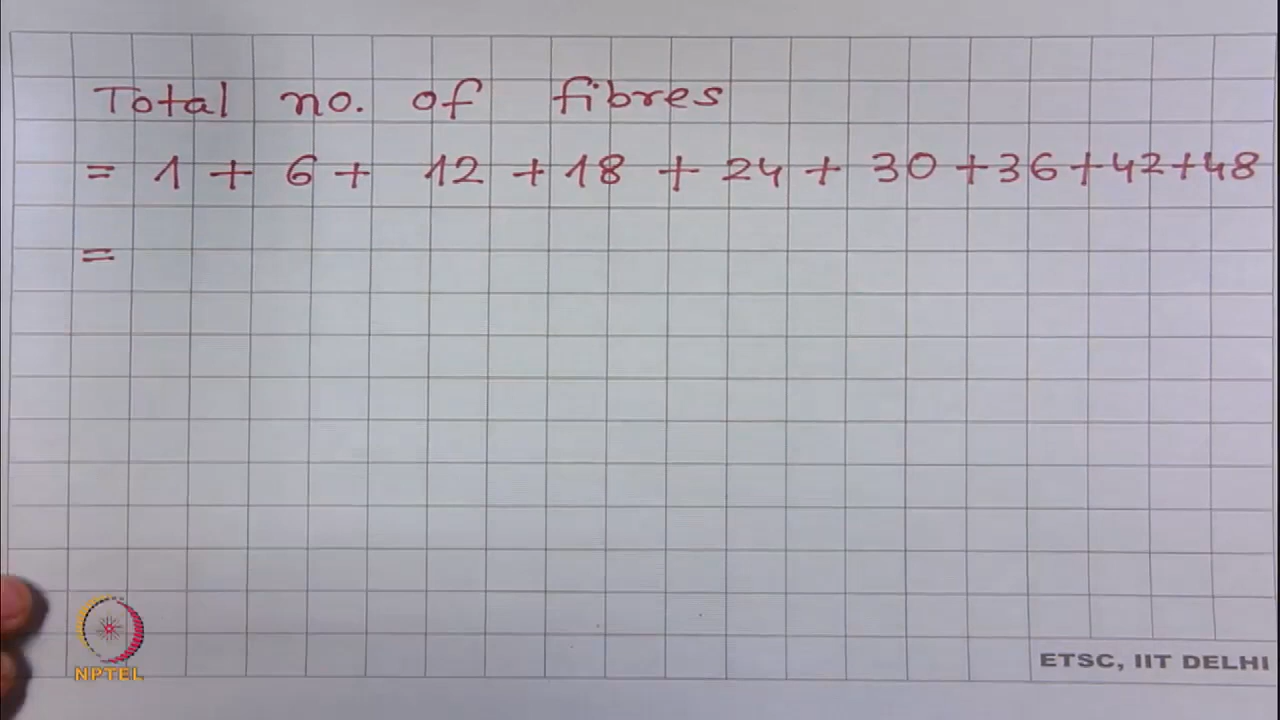 Total no. of fibres
= 1 + 6 + 12 + 18 + 24 + 30 + 36 + 42 + 48
=
NPTEL
ETSC, IIT DELHI